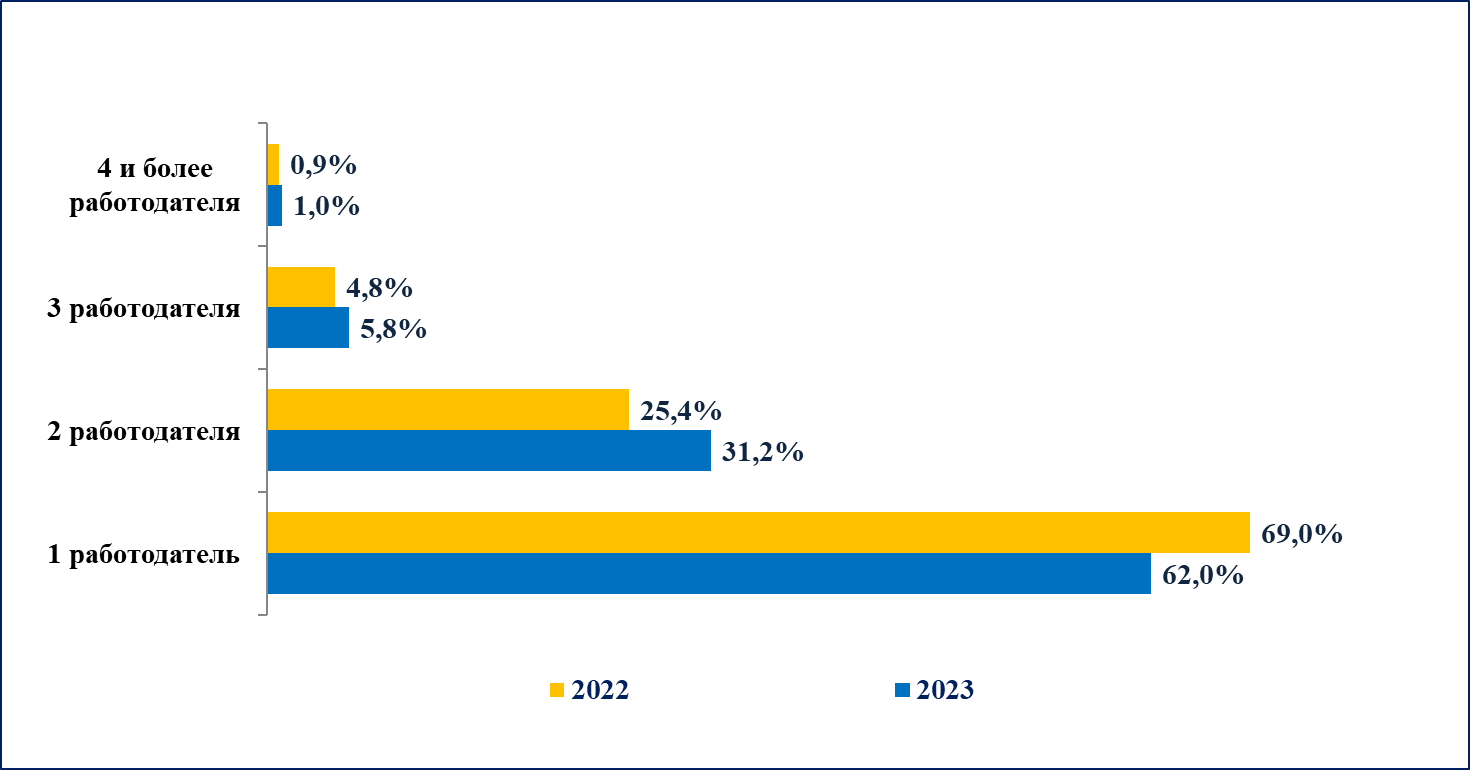 4 и более
работодателя
0,9%
1,0%
3 работодателя
4,8%
5,8%
2 работодателя
25,4%
31,2%
1 работодатель
69,0%
62,0%
2022
2023